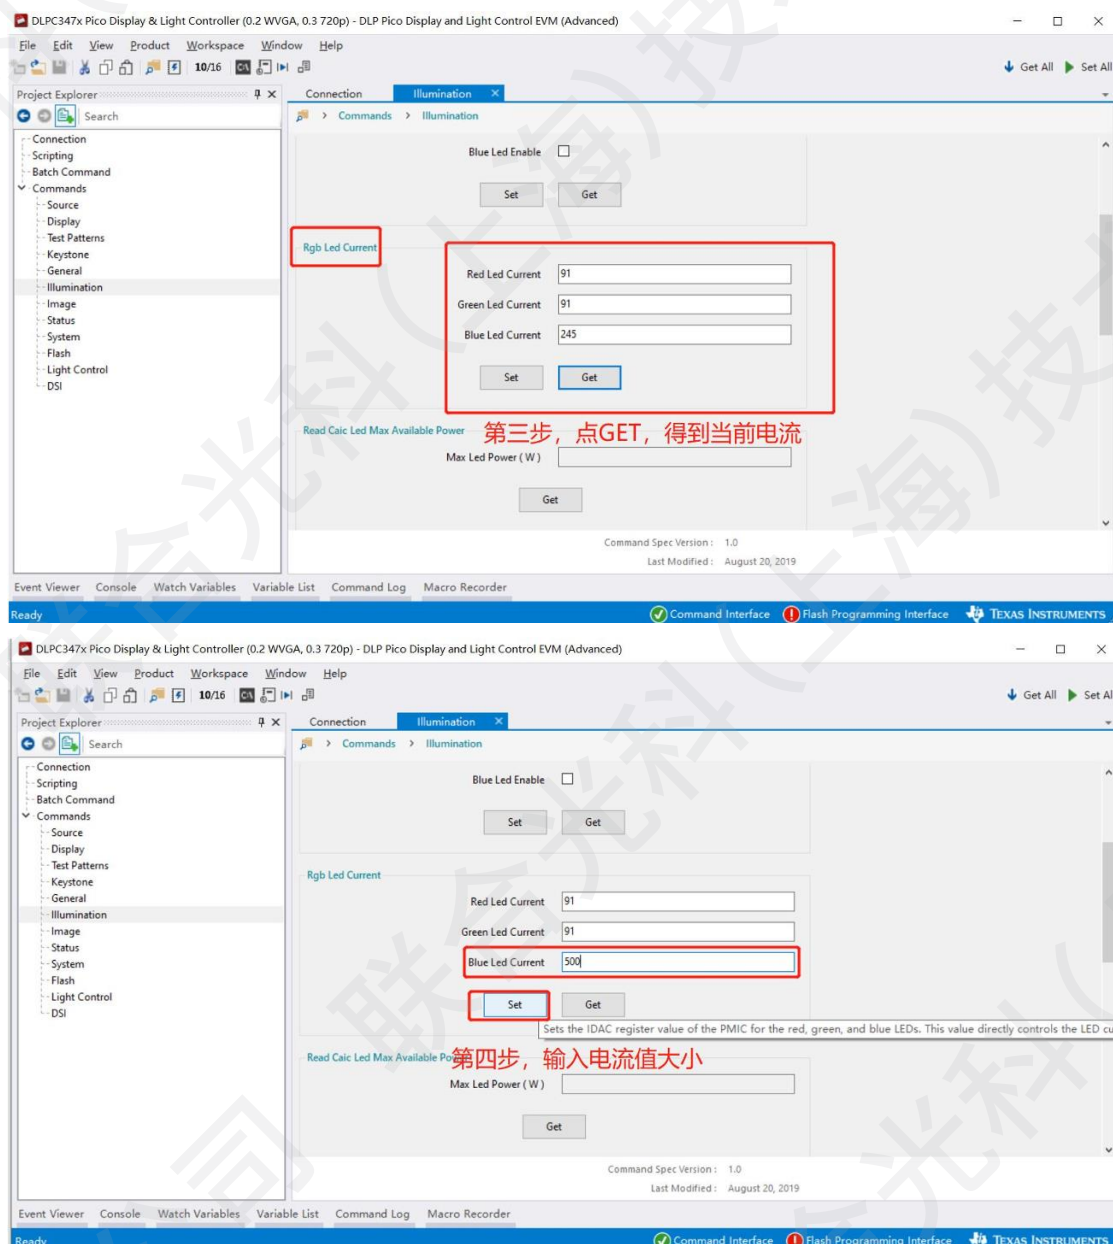 DLPC347x Pico Display & Light Controller (0.2 WVGA, 0.3 720p) - DLP Pico Display and Light Control EVM (Advanced)
File Edit View Product Workspace Window Help
10/16 Get All Set All
Project Explorer Connection Illumination
Search Commands > Illumination
Connection
Scripting
Batch Command
Commands
Source
Display
Test Patterns
Keystone
General
Illumination
Image
Status
System
Flash
Light Control
DSI
Blue Led Enable
Set Get
Rgb Led Current
Red Led Current 91
Green Led Current 91
Blue Led Current 245
Set Get
Read Caic Led Max Available Power
第三步，点GET，得到当前电流
Max Led Power ( W )
Get
Command Spec Version : 1.0
Last Modified : August 20, 2019
Event Viewer Console Watch Variables Variable List Command Log Macro Recorder
Ready Command Interface Flash Programming Interface TEXAS INSTRUMENTS
DLPC347x Pico Display & Light Controller (0.2 WVGA, 0.3 720p) - DLP Pico Display and Light Control EVM (Advanced)
File Edit View Product Workspace Window Help
10/16 Get All Set Al
Project Explorer Connection Illumination
Search Commands > Illumination
Connection
Scripting
Batch Command
Commands
Source
Display
Test Patterns
Keystone
General
Illumination
Image
Status
System
Flash
Light Control
DSI
Blue Led Enable
Set Get
Rgb Led Current
Red Led Current 91
Green Led Current 91
Blue Led Current 500
Set Get
Sets the IDAC register value of the PMIC for the red, green, and blue LEDs. This value directly controls the LED cu
Read Caic Led Max Available Po
第四步，输入电流值大小
Max Led Power ( W )
Get
Command Spec Version : 1.0
Last Modified : August 20, 2019
Event Viewer Console Watch Variables Variable List Command Log Macro Recorder
Ready Command Interface Flash Programming Interface TEXAS INSTRUMENTS